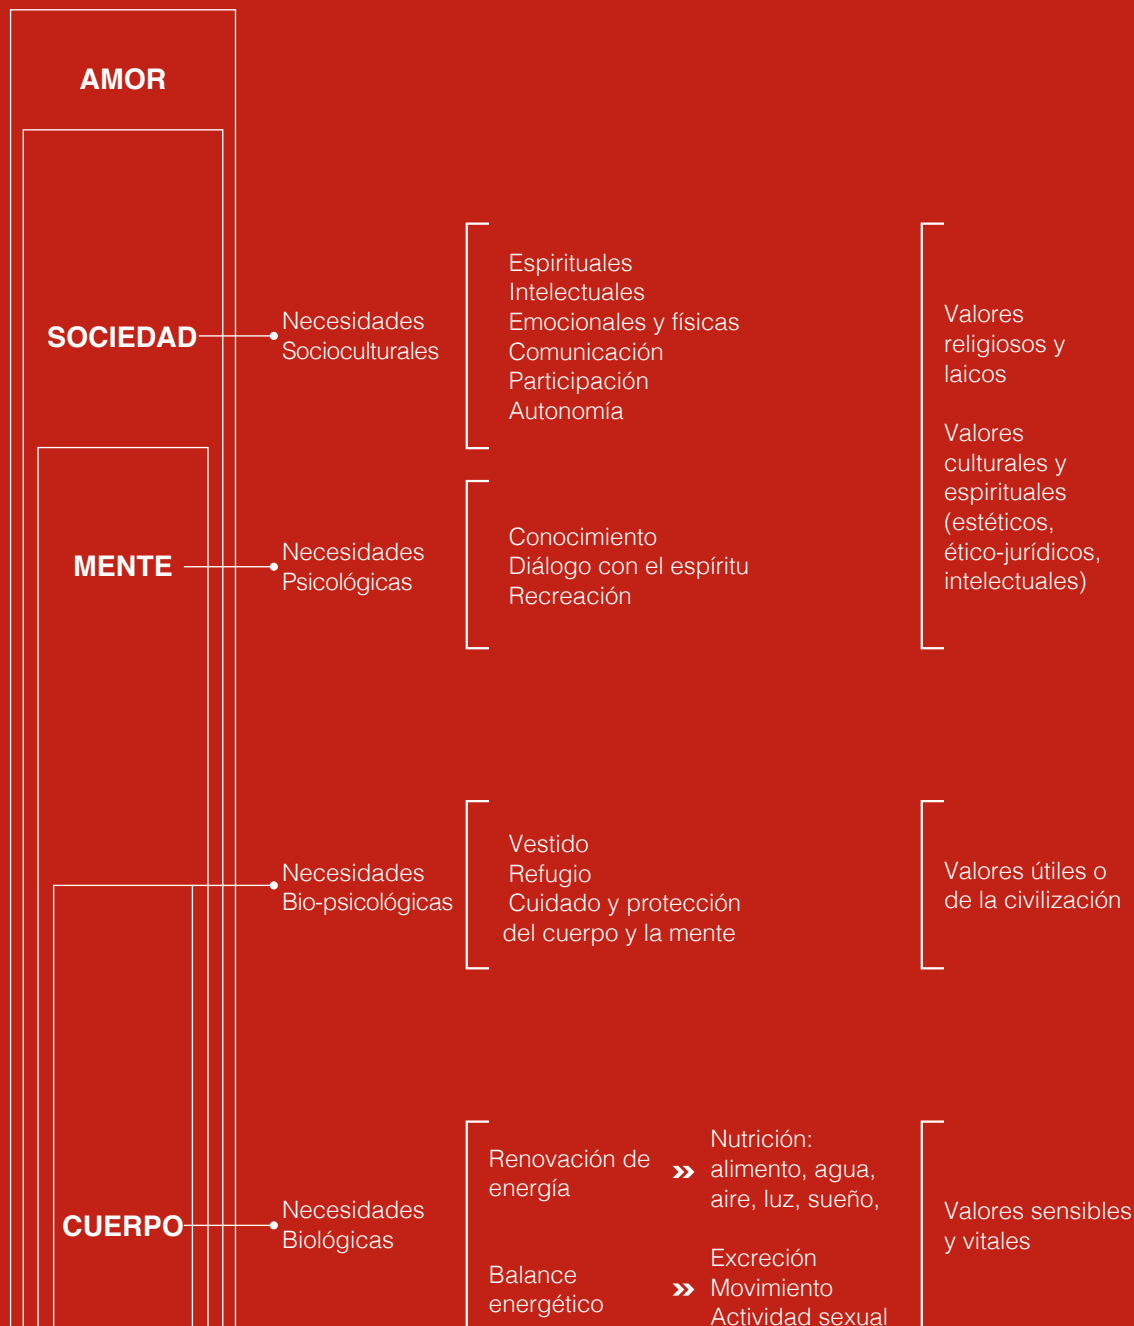 AMOR
SOCIEDAD
Necesidades
Socioculturales
Espirituales
Intelectuales
Emocionales y físicas
Comunicación
Participación
Autonomía
Valores
religiosos y
laicos
Valores
culturales y
espirituales
(estéticos,
ético-jurídicos,
intelectuales)
MENTE
Necesidades
Psicológicas
Conocimiento
Diálogo con el espíritu
Recreación
Necesidades
Bio-psicológicas
Vestido
Refugio
Cuidado y protección
del cuerpo y la mente
Valores útiles o
de la civilización
CUERPO
Necesidades
Biológicas
Renovación de
energía
»
Nutrición:
alimento, agua,
aire, luz, sueño,
Balance
energético
»
Excreción
Movimiento
Actividad sexual
Valores sensibles
y vitales